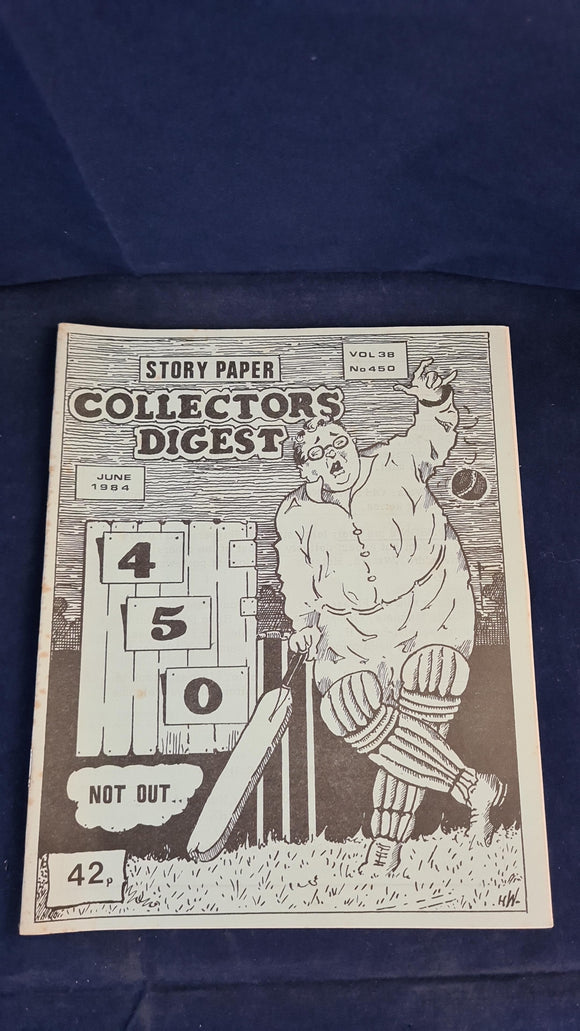 STORY PAPER
VOL 38
No 450
COLLECTORS
DIGEST
JUNE
1984
4
5
0
NOT OUT..
42p
HW